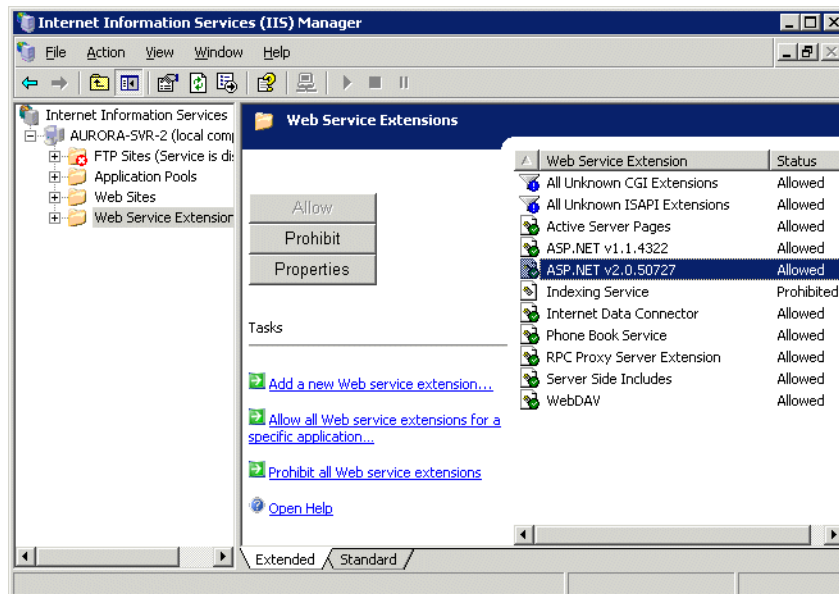 Internet Information Services (IIS) Manager
File Action View Window Help
Internet Information Services
AURORA-SVR-2 (local com
FTP Sites (Service is di
Application Pools
Web Sites
Web Service Extension
Web Service Extensions
Allow
Prohibit
Properties
Tasks
Add a new Web service extension...
Allow all Web service extensions for a
specific application...
Prohibit all Web service extensions
Open Help
Web Service Extension Status
All Unknown CGI Extensions Allowed
All Unknown ISAPI Extensions Allowed
Active Server Pages Allowed
ASP.NET v1.1.4322 Allowed
ASP.NET v2.0.50727 Allowed
Indexing Service Prohibited
Internet Data Connector Allowed
Phone Book Service Allowed
RPC Proxy Server Extension Allowed
Server Side Includes Allowed
WebDAV Allowed
Extended Standard